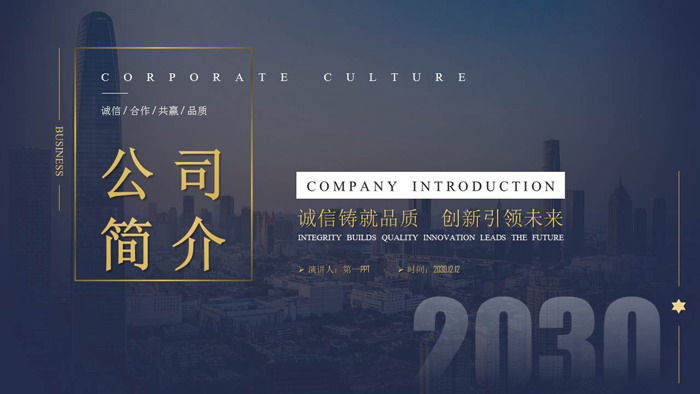 CORPORATE CULTURE
诚信/合作/共赢/品质
BUSINESS
公司
简介
COMPANY INTRODUCTION
诚信铸就品质 创新引领未来
INTEGRITY BUILDS QUALITY INNOVATION LEADS THE FUTURE
演讲人：第一PPT 时间：2030.12.12
2030